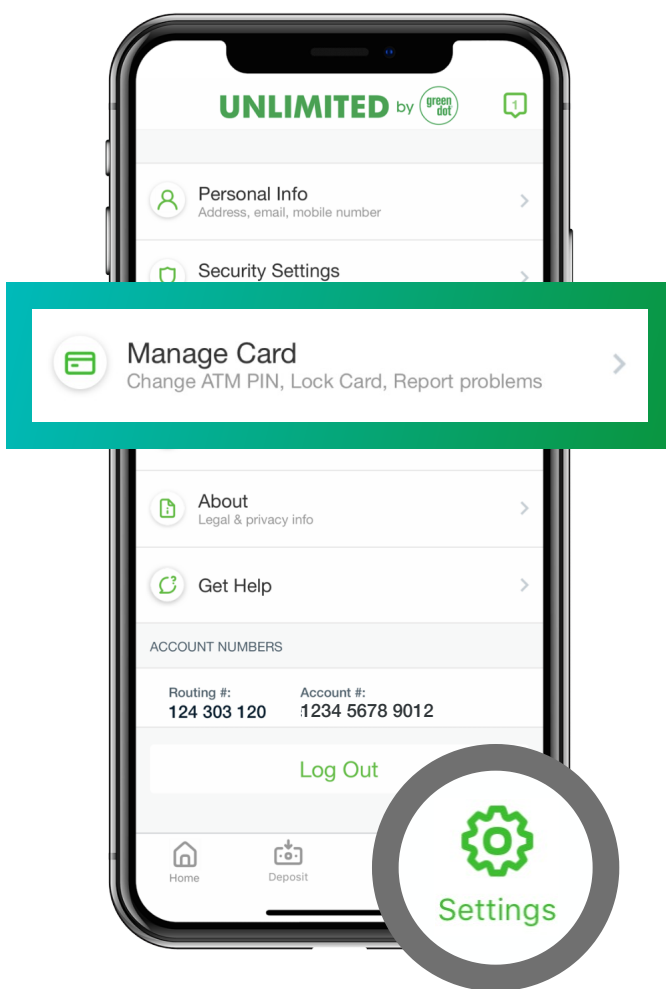 UNLIMITED by green dot
1
Personal Info
Address, email, mobile number
Security Settings
Manage Card
Change ATM PIN, Lock Card, Report problems
About
Legal & privacy info
Get Help
ACCOUNT NUMBERS
Routing #: Account #:
124 303 120 1234 5678 9012
Log Out
Home Deposit
Settings